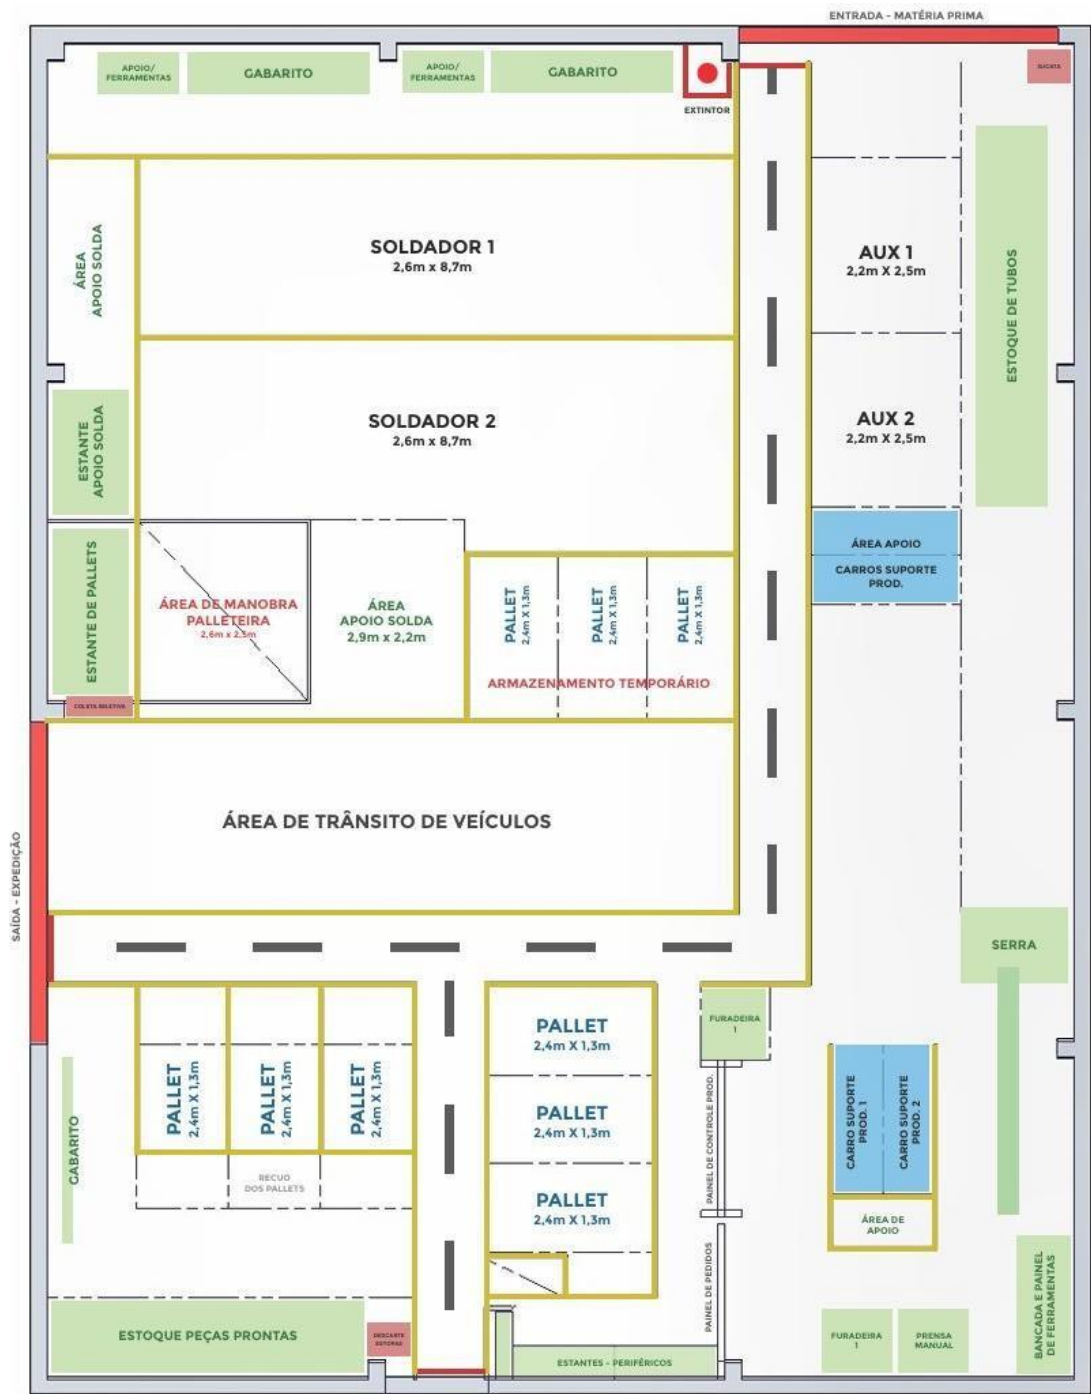 ENTRADA - MATÉRIA PRIMA
APOIO/
FERRAMENTAS
GABARITO
APOIO/
FERRAMENTAS
GABARITO
EXTINTOR
SUCATA
ÁREA
APOIO SOLDA
SOLDADOR 1
2,6m x 8,7m
AUX 1
2,2m X 2,5m
ESTOQUE DE TUBOS
ESTANTE
APOIO SOLDA
SOLDADOR 2
2,6m x 8,7m
AUX 2
2,2m X 2,5m
ÁREA APOIO
CARROS SUPORTE
PROD.
ESTANTE DE PALLETS
ÁREA DE MANOBRA
PALLETEIRA
2,6m x 2,5m
ÁREA
APOIO SOLDA
2,9m x 2,2m
PALLET
2,4m X 1,3m
PALLET
2,4m X 1,3m
PALLET
2,4m X 1,3m
ARMAZENAMENTO TEMPORÁRIO
COLETA SELETIVA
SAÍDA - EXPEDIÇÃO
ÁREA DE TRÂNSITO DE VEÍCULOS
SERRA
GABARITO
PALLET
2,4m X 1,3m
PALLET
2,4m X 1,3m
PALLET
2,4m X 1,3m
RECUO
DOS PALLETS
PALLET
2,4m X 1,3m
PALLET
2,4m X 1,3m
PALLET
2,4m X 1,3m
FURADEIRA
1
PAINEL DE CONTROLE PROD.
PAINEL DE PEDIDOS
CARRO SUPORTE
PROD. 1
CARRO SUPORTE
PROD. 2
ÁREA DE
APOIO
BANCADA E PAINEL
DE FERRAMENTAS
ESTOQUE PEÇAS PRONTAS
DESCARTE
ESTANTES - PERIFÉRICOS
FURADEIRA
1
PRENSA
MANUAL